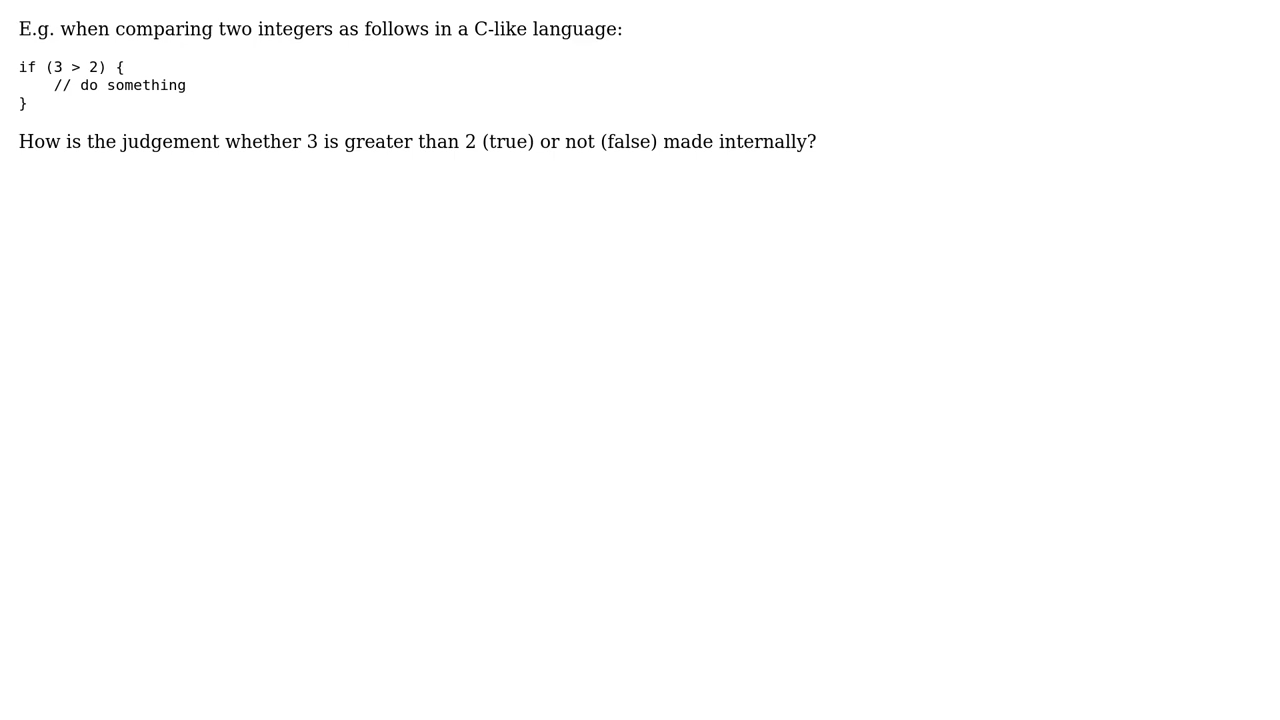 E.g. when comparing two integers as follows in a C-like language:
if (3 > 2) {
    // do something
}
How is the judgement whether 3 is greater than 2 (true) or not (false) made internally?